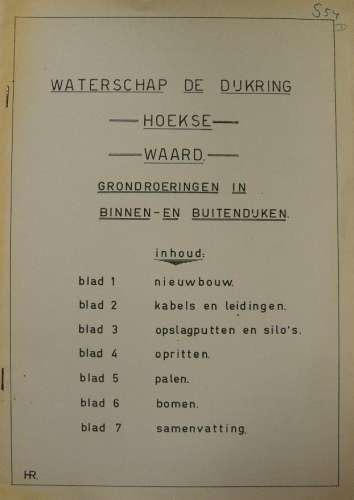 S54
WATERSCHAP DE DIJKRING
HOEKSE
WAARD.
GRONDROERINGEN IN
BINNEN-EN BUITENDIJKEN.
inhoud:
blad 1 nieuwbouw.
blad 2 kabels en leidingen.
blad 3 opslagputten en silo's.
blad 4 opritten.
blad 5 palen.
blad 6 bomen.
blad 7 samenvatting.
HR.